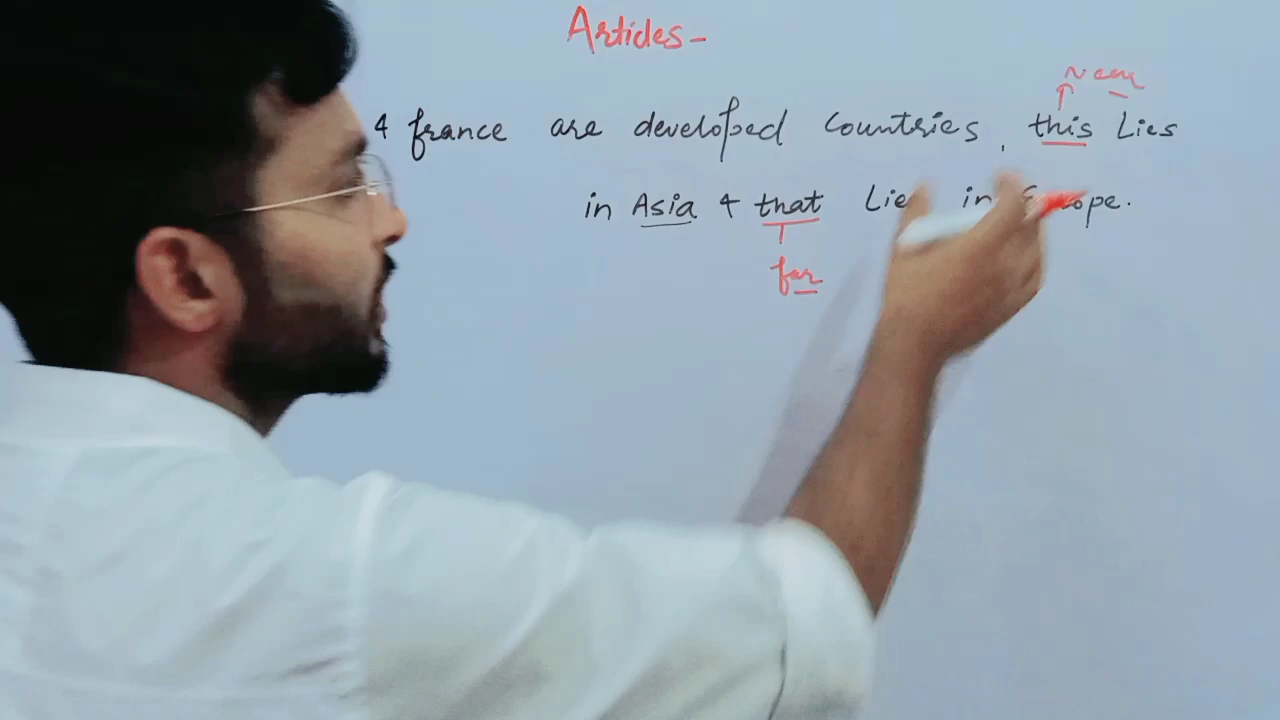 Articles -
Near
& france are developed countries, this Lies
in Asia & that Lies in Europe.
far